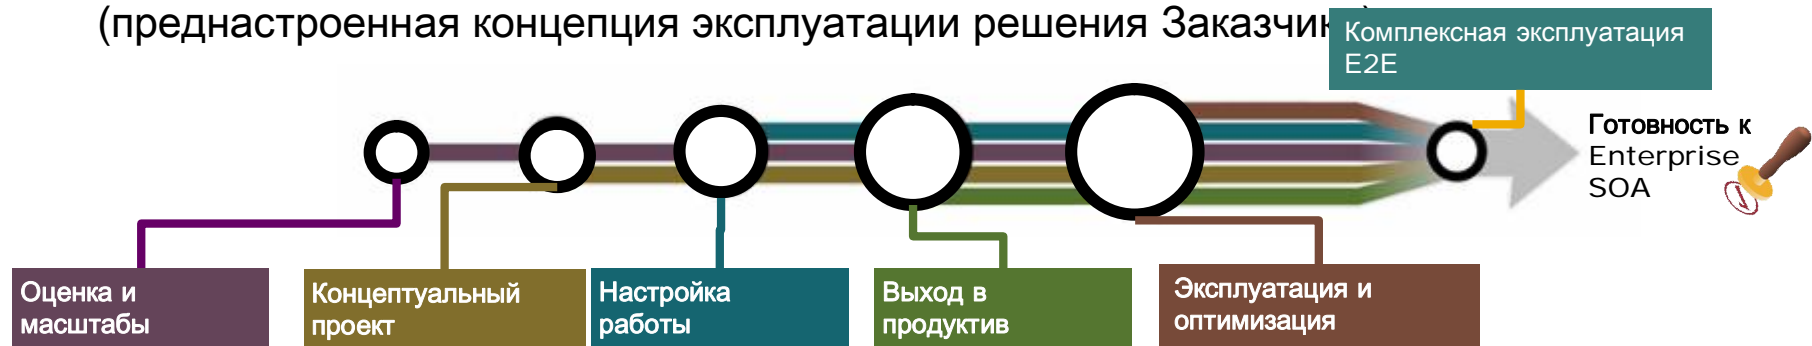 (преднастроенная концепция эксплуатации решения Заказчик
Комплексная эксплуатация
E2E
Готовность к
Enterprise
SOA
Оценка и
масштабы
Концептуальный
проект
Настройка
работы
Выход в
продуктив
Эксплуатация и
оптимизация